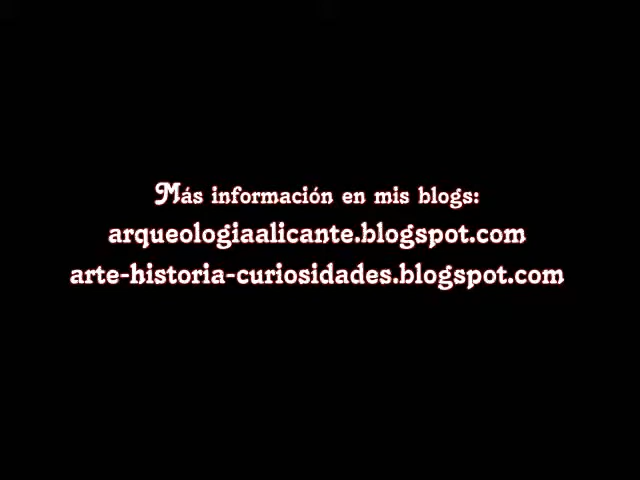 Más información en mis blogs:
arqueologiaalicante.blogspot.com
arte-historia-curiosidades.blogspot.com